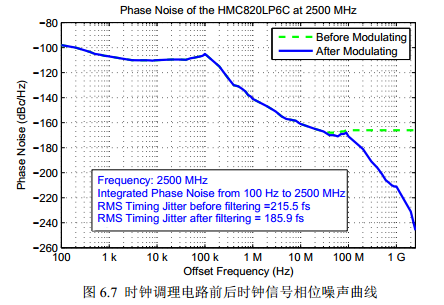 Phase Noise of the HMC820LP6C at 2500 MHz
-80
-100
-120
-140
-160
-180
-200
-220
-240
-260
Phase Noise (dBc/Hz)
Before Modulating
After Modulating
Frequency: 2500 MHz
Integrated Phase Noise from 100 Hz to 2500 MHz
RMS Timing Jitter before filtering =215.5 fs
RMS Timing Jitter after filtering = 185.9 fs
100 1 k 10 k 100 k 1 M 10 M 100 M 1 G
Offset Frequency (Hz)
图 6.7 时钟调理电路前后时钟信号相位噪声曲线